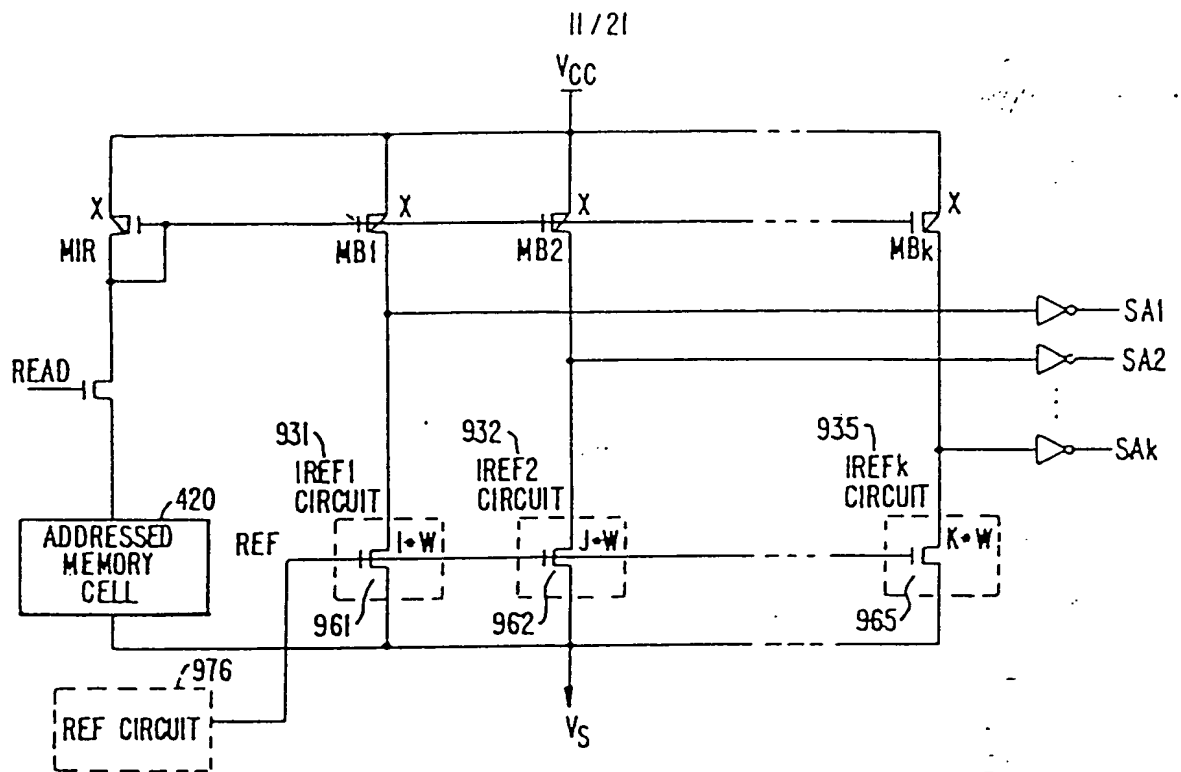 11/21
VCC
X
X
X
X
MIR
MB1
MB2
MBk
SA1
READ
SA2
931
932
935
SAk
IREF1
CIRCUIT
IREF2
CIRCUIT
IREFk
CIRCUIT
420
ADDRESSED
MEMORY
CELL
REF
I*W
J*W
K*W
961
962
965
976
REF CIRCUIT
VS